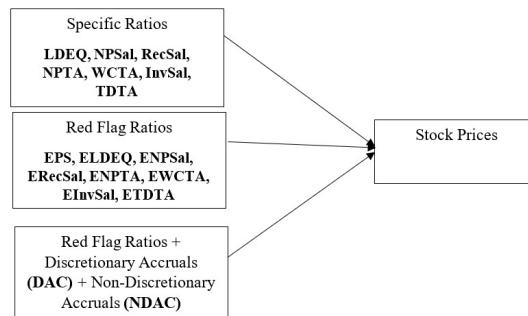 Specific Ratios
LDEQ, NPSal, RecSal,
NPTA, WCTA, InvSal,
TDTA
Red Flag Ratios
EPS, ELDEQ, ENPSal,
ERecSal, ENPTA, EWCTA,
EInvSal, ETDTA
Red Flag Ratios +
Discretionary Accruals
(DAC) + Non-Discretionary
Accruals (NDAC)
Stock Prices